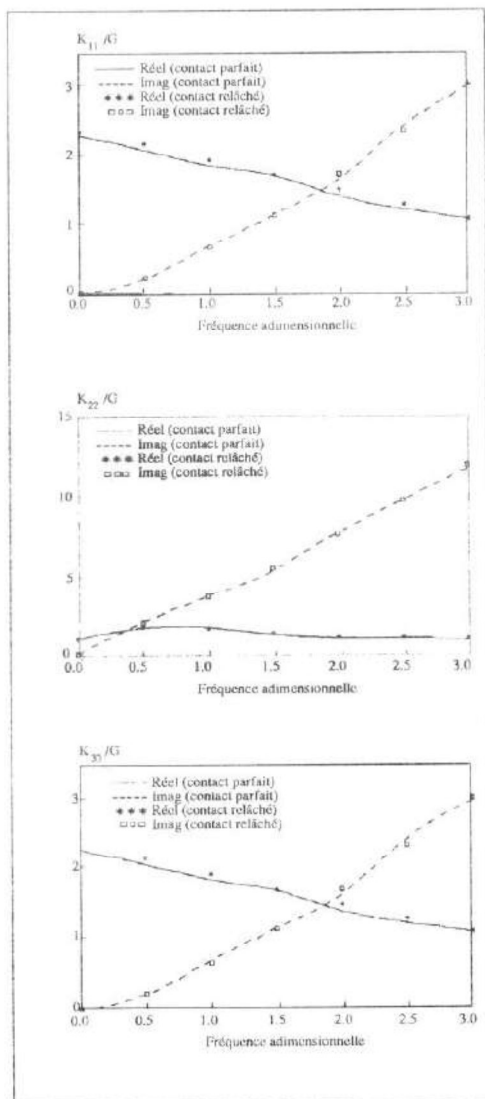 K11/G
Réel (contact parfait)
Imag (contact parfait)
Réel (contact relâché)
Imag (contact relâché)
3
2
1
0
0.0 0.5 1.0 1.5 2.0 2.5 3.0
Fréquence adimensionnelle
K22/G
15
Réel (contact parfait)
Imag (contact parfait)
Réel (contact relâché)
Imag (contact relâché)
10
5
0
0.0 0.5 1.0 1.5 2.0 2.5 3.0
Fréquence adimensionnelle
K33/G
Réel (contact parfait)
Imag (contact parfait)
Réel (contact relâché)
Imag (contact relâché)
3
2
1
0
0.0 0.5 1.0 1.5 2.0 2.5 3.0
Fréquence adimensionnelle